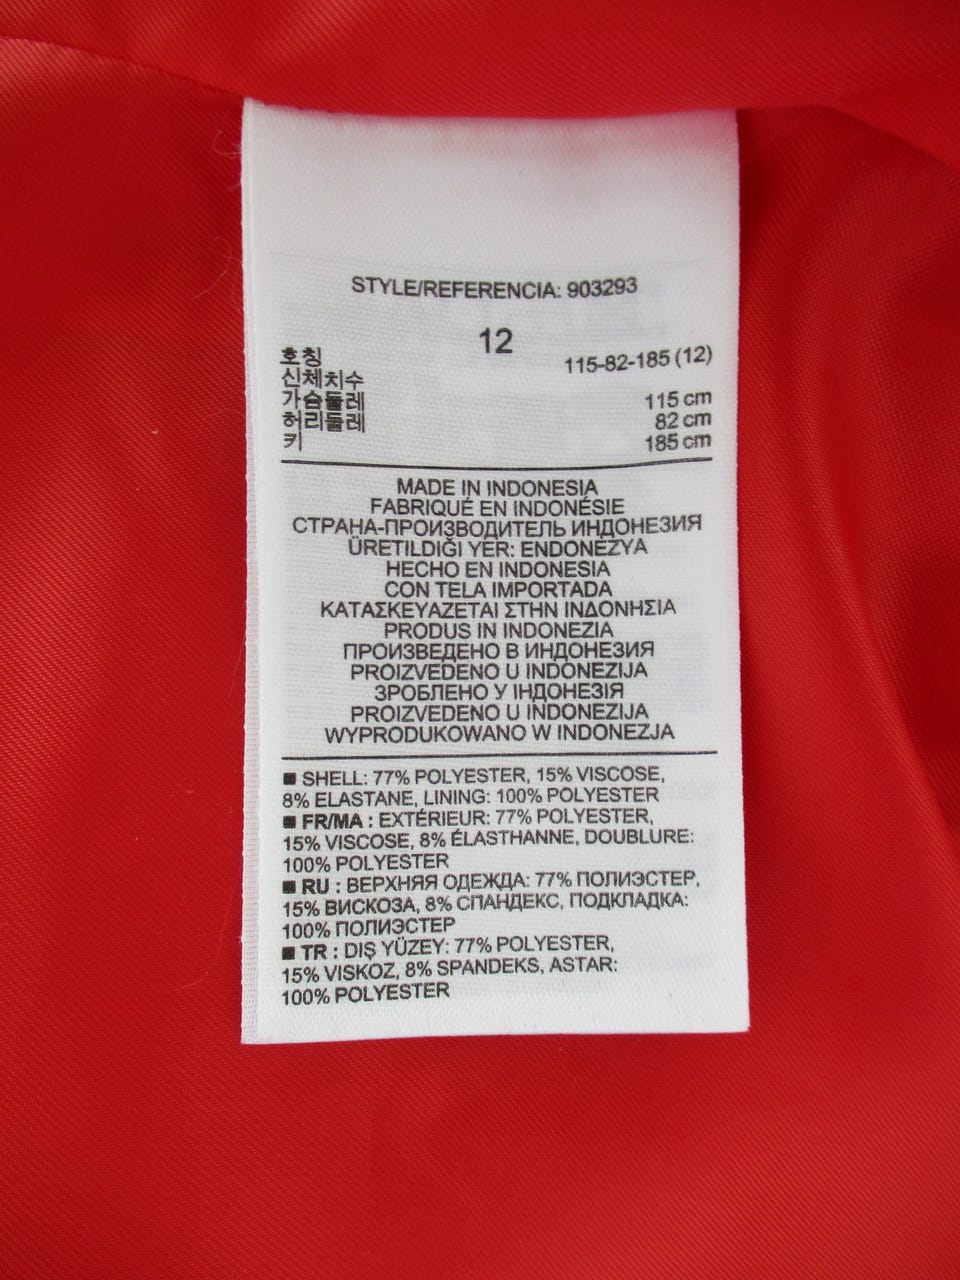 STYLE/REFERENCIA: 903293
12
호칭 115-82-185 (12)
신체치수
가슴둘레 115 cm
허리둘레 82 cm
키 185 cm
MADE IN INDONESIA
FABRIQUÉ EN INDONÉSIE
СТРАНА-ПРОИЗВОДИТЕЛЬ ИНДОНЕЗИЯ
ÜRETILDIĞI YER: ENDONEZYA
HECHO EN INDONESIA
CON TELA IMPORTADA
ΚΑΤΑΣΚΕΥΑΖΕΤΑΙ ΣΤΗΝ ΙΝΔΟΝΗΣΙΑ
PRODUS IN INDONEZIA
ПРОИЗВЕДЕНО В ИНДОНЕЗИЯ
PROIZVEDENO U INDONEZIJA
ЗРОБЛЕНО У ІНДОНЕЗІЯ
PROIZVEDENO U INDONEZIJA
WYPRODUKOWANO W INDONEZJA
■ SHELL: 77% POLYESTER, 15% VISCOSE,
8% ELASTANE, LINING: 100% POLYESTER
■ FR/MA : EXTÉRIEUR: 77% POLYESTER,
15% VISCOSE, 8% ÉLASTHANNE, DOUBLURE:
100% POLYESTER
■ RU : ВЕРХНЯЯ ОДЕЖДА: 77% ПОЛИЭСТЕР,
15% ВИСКОЗА, 8% СПАНДЕКС, ПОДКЛАДКА:
100% ПОЛИЭСТЕР
■ TR : DIŞ YÜZEY: 77% POLYESTER,
15% VISKOZ, 8% SPANDEKS, ASTAR:
100% POLYESTER